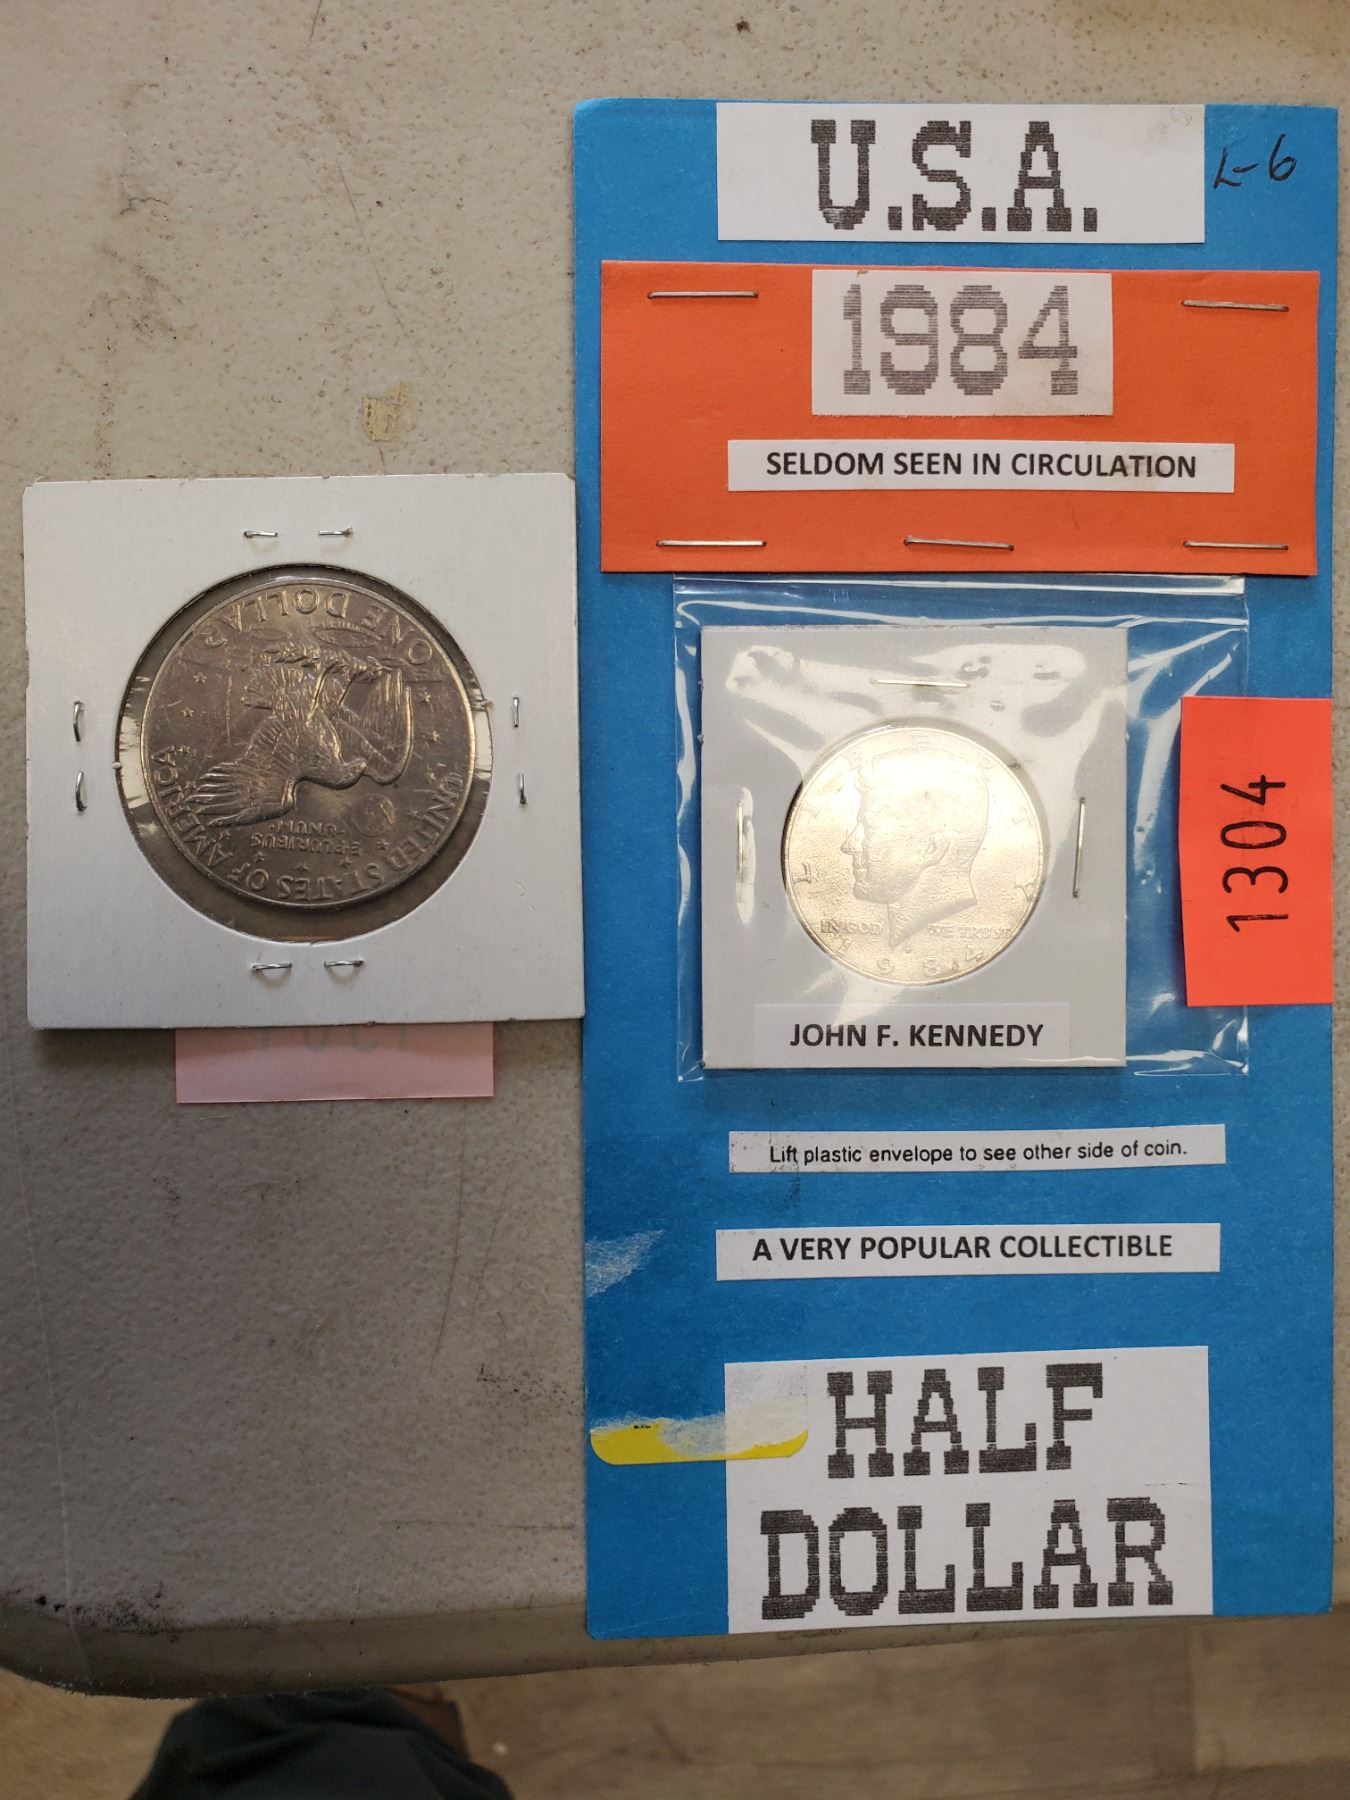 U.S.A.
L-6
1984
SELDOM SEEN IN CIRCULATION
LIBERTY
IN GOD WE TRUST
1984
JOHN F. KENNEDY
1304
Lift plastic envelope to see other side of coin.
A VERY POPULAR COLLECTIBLE
HALF
DOLLAR
UNITED STATES OF AMERICA
E PLURIBUS
UNUM
ONE DOLLAR